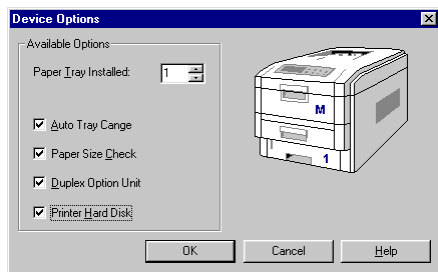 Device Options
Available Options
Paper Tray Installed: 1
Auto Tray Cange
Paper Size Check
Duplex Option Unit
Printer Hard Disk
M
1
OK Cancel Help